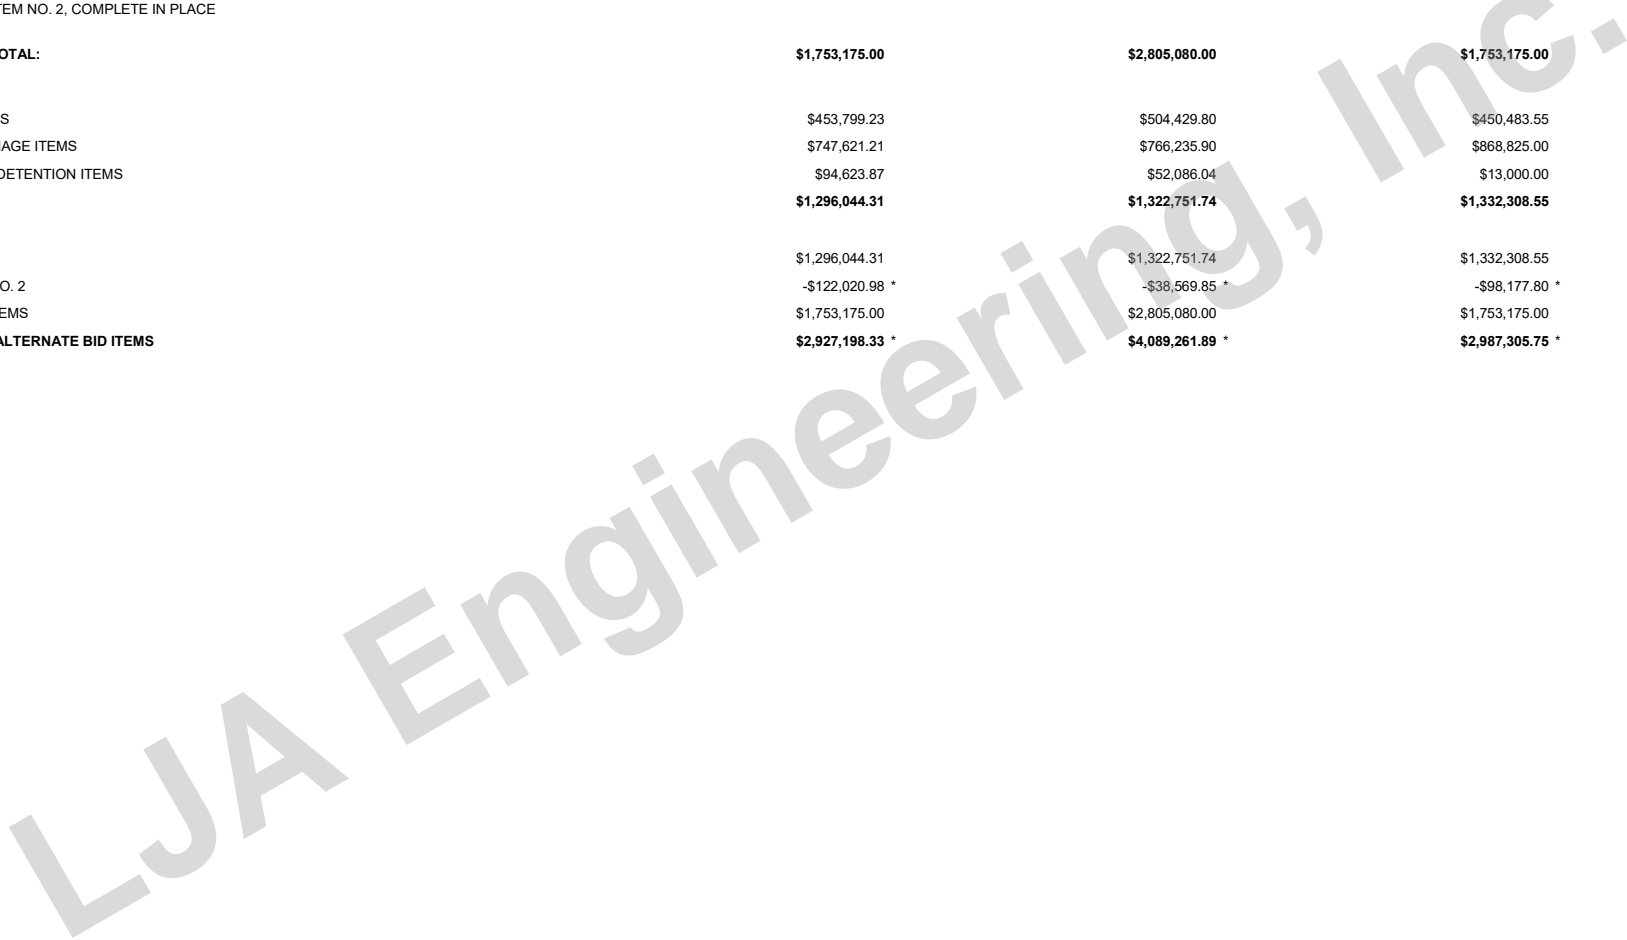 TEM NO. 2, COMPLETE IN PLACE
OTAL: $1,753,175.00 $2,805,080.00 $1,753,175.00
S $453,799.23 $504,429.80 $450,483.55
NAGE ITEMS $747,621.21 $766,235.90 $868,825.00
DETENTION ITEMS $94,623.87 $52,086.04 $13,000.00
$1,296,044.31 $1,322,751.74 $1,332,308.55
$1,296,044.31 $1,322,751.74 $1,332,308.55
O. 2 -$122,020.98 * -$38,569.85 * -$98,177.80 *
EMS $1,753,175.00 $2,805,080.00 $1,753,175.00
ALTERNATE BID ITEMS $2,927,198.33 * $4,089,261.89 * $2,987,305.75 *
LJA Engineering, Inc.